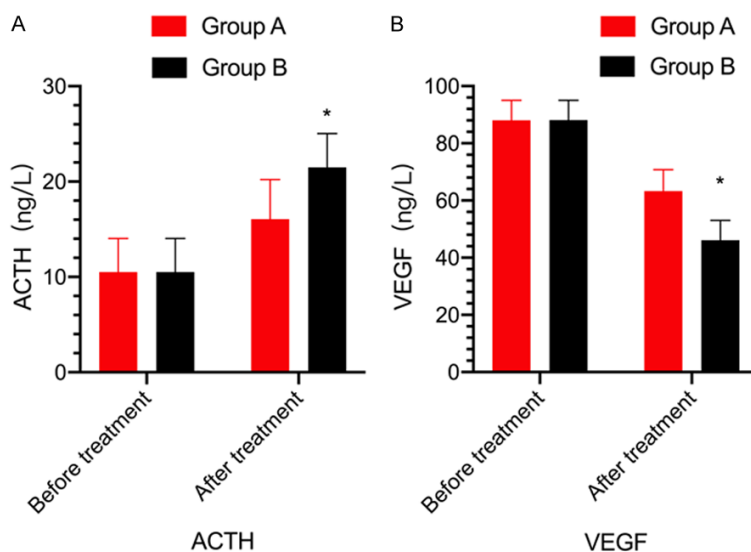 A
Group A
Group B
30
20
10
0
ACTH (ng/L)
*
Before treatment
After treatment
ACTH
B
Group A
Group B
100
80
60
40
20
0
VEGF (ng/L)
*
Before treatment
After treatment
VEGF